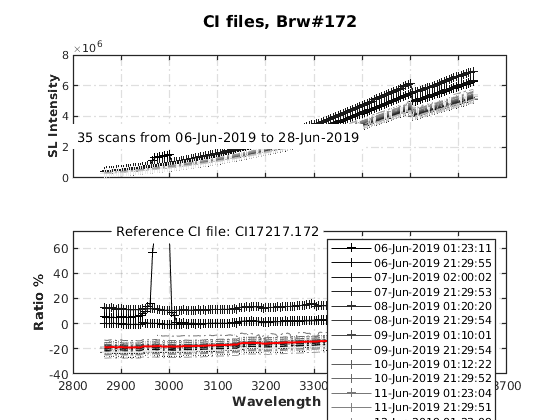 CI files, Brw#172
×10^6
8
6
4
2
0
SL Intensity
35 scans from 06-Jun-2019 to 28-Jun-2019
Reference CI file: CI17217.172
60
40
20
0
-20
-40
Ratio %
2800 2900 3000 3100 3200 3300 3700
Wavelength
06-Jun-2019 01:23:11
06-Jun-2019 21:29:55
07-Jun-2019 02:00:02
07-Jun-2019 21:29:53
08-Jun-2019 01:20:20
08-Jun-2019 21:29:54
09-Jun-2019 01:10:01
09-Jun-2019 21:29:54
10-Jun-2019 01:12:22
10-Jun-2019 21:29:52
11-Jun-2019 01:23:04
11-Jun-2019 21:29:51